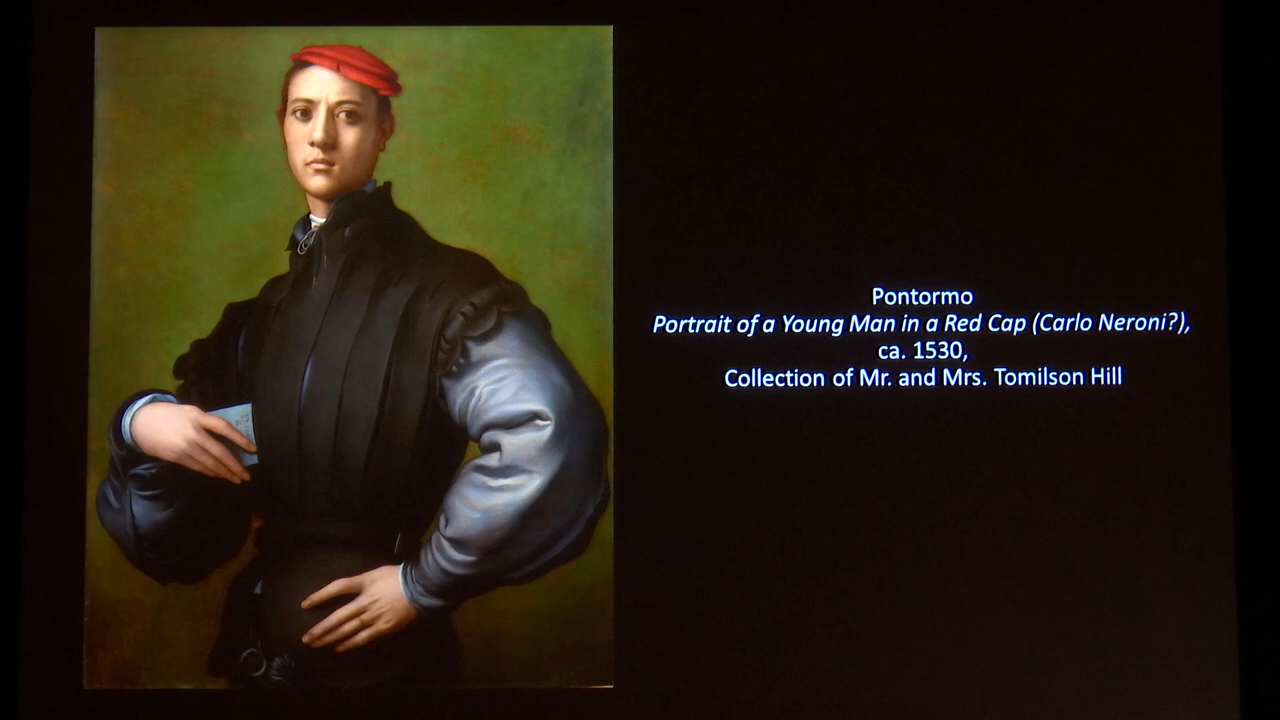 Pontormo
Portrait of a Young Man in a Red Cap (Carlo Neroni?),
ca. 1530,
Collection of Mr. and Mrs. Tomilson Hill